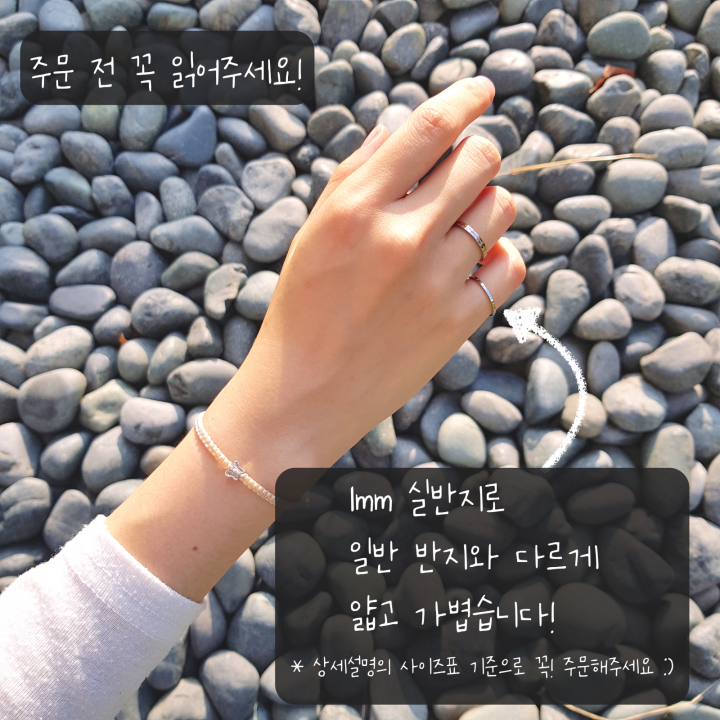 주문 전 꼭 읽어주세요!
1mm 실반지로
일반 반지와 다르게
얇고 가볍습니다!
* 상세설명의 사이즈표 기준으로 꼭! 주문해주세요 :)